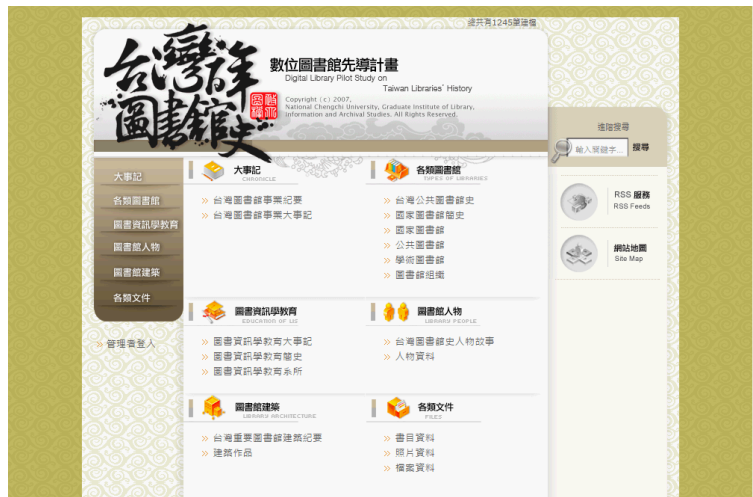 總共有1245筆建檔
台灣百年
圖書館史
數位圖書館先導計畫
Digital Library Pilot Study on
Taiwan Libraries' History
Copyright (c) 2007,
National Chengchi University, Graduate Institute of Library,
Information and Archival Studies. All Rights Reserved.
進階搜尋
輸入關鍵字... 搜尋
RSS 服務
RSS Feeds
網站地圖
Site Map
大事記
各類圖書館
圖書資訊學教育
圖書館人物
圖書館建築
各類文件
管理者登入
大事記
CHRONICLE
台灣圖書館事業紀要
台灣圖書館事業大事記
各類圖書館
TYPES OF LIBRARIES
台灣公共圖書館史
國家圖書館簡史
國家圖書館
公共圖書館
學術圖書館
圖書館組織
圖書資訊學教育
EDUCATION OF LIS
圖書資訊學教育大事記
圖書資訊學教育簡史
圖書資訊學教育系所
圖書館人物
LIBRARY PEOPLE
台灣圖書館史人物故事
人物資料
圖書館建築
LIBRARY ARCHITECTURE
台灣重要圖書館建築紀要
建築作品
各類文件
FILES
書目資料
照片資料
檔案資料